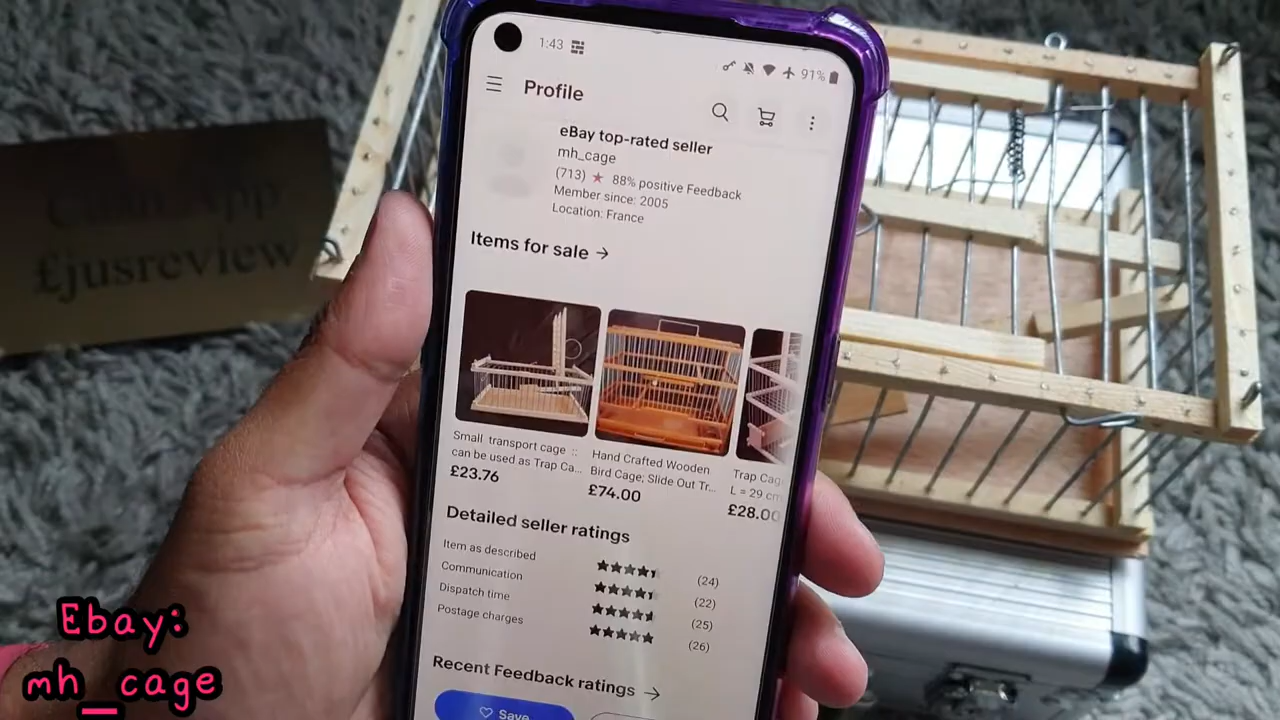 Cash App
£jusreview
1:43
91%
Profile
eBay top-rated seller
mh_cage
(713) ★ 88% positive Feedback
Member since: 2005
Location: France
Items for sale →
Small transport cage ::
can be used as Trap Ca...
£23.76
Hand Crafted Wooden
Bird Cage; Slide Out Tr...
£74.00
Trap Cag
L = 29 cm
£28.00
Detailed seller ratings
Item as described
(24)
Communication
(22)
Dispatch time
(25)
Postage charges
(26)
Recent Feedback ratings →
Save
Ebay:
mh_cage